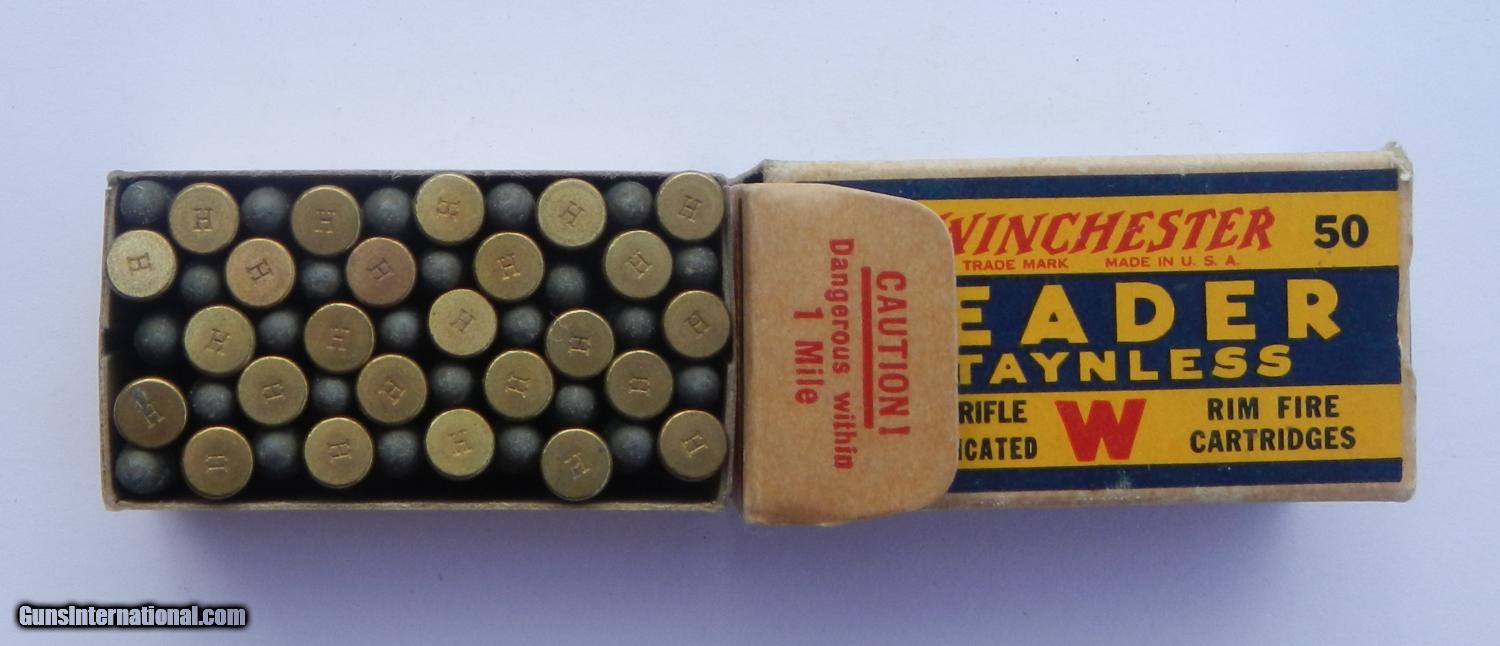 WINCHESTER 50
TRADE MARK MADE IN U. S. A.
EADER
TAYNLESS
RIFLE W RIM FIRE
ICATED CARTRIDGES
CAUTION!
Dangerous within
1 Mile
H H H H H
H H H H H
H H H H H
H H H H H
H H H H H
GunsInternational.com